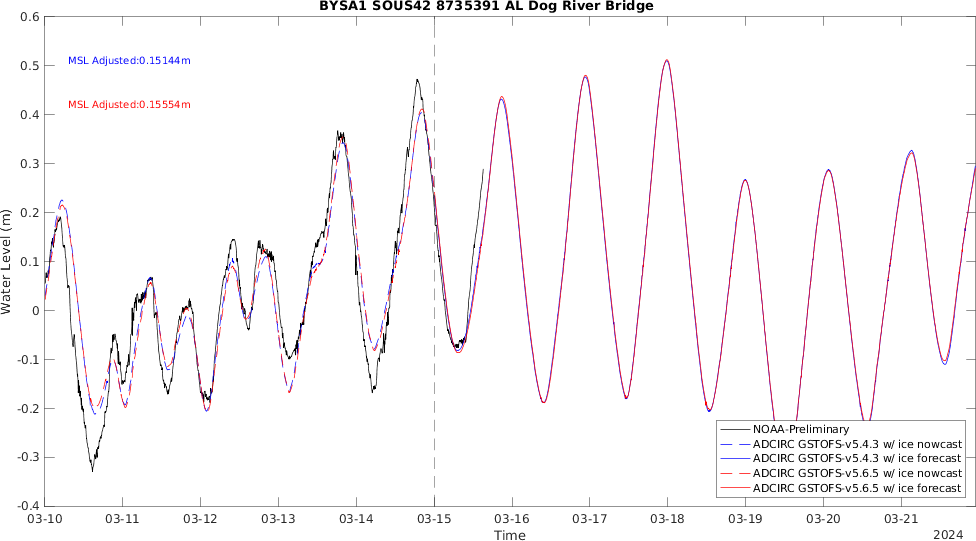 BYSA1 SOUS42 8735391 AL Dog River Bridge
0.6
0.5
0.4
0.3
0.2
0.1
0
-0.1
-0.2
-0.3
-0.4
Water Level (m)
MSL Adjusted:0.15144m
MSL Adjusted:0.15554m
NOAA-Preliminary
ADCIRC GSTOFS-v5.4.3 w/ ice nowcast
ADCIRC GSTOFS-v5.4.3 w/ ice forecast
ADCIRC GSTOFS-v5.6.5 w/ ice nowcast
ADCIRC GSTOFS-v5.6.5 w/ ice forecast
03-10 03-11 03-12 03-13 03-14 03-15 03-16 03-17 03-18 03-19 03-20 03-21
Time
2024